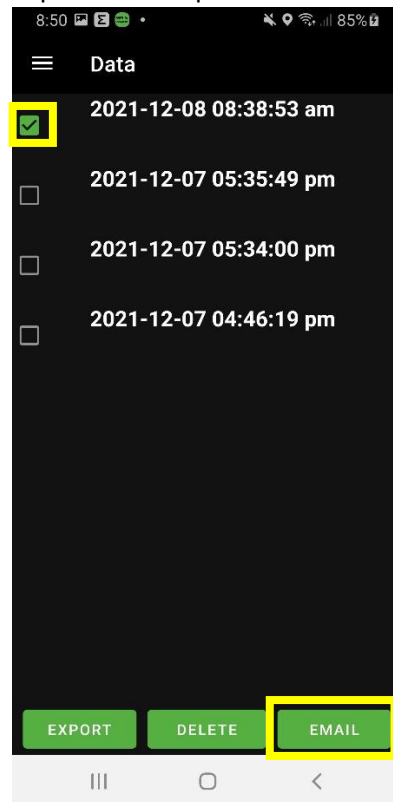 8:50 85%
Data
2021-12-08 08:38:53 am
2021-12-07 05:35:49 pm
2021-12-07 05:34:00 pm
2021-12-07 04:46:19 pm
EXPORT DELETE EMAIL